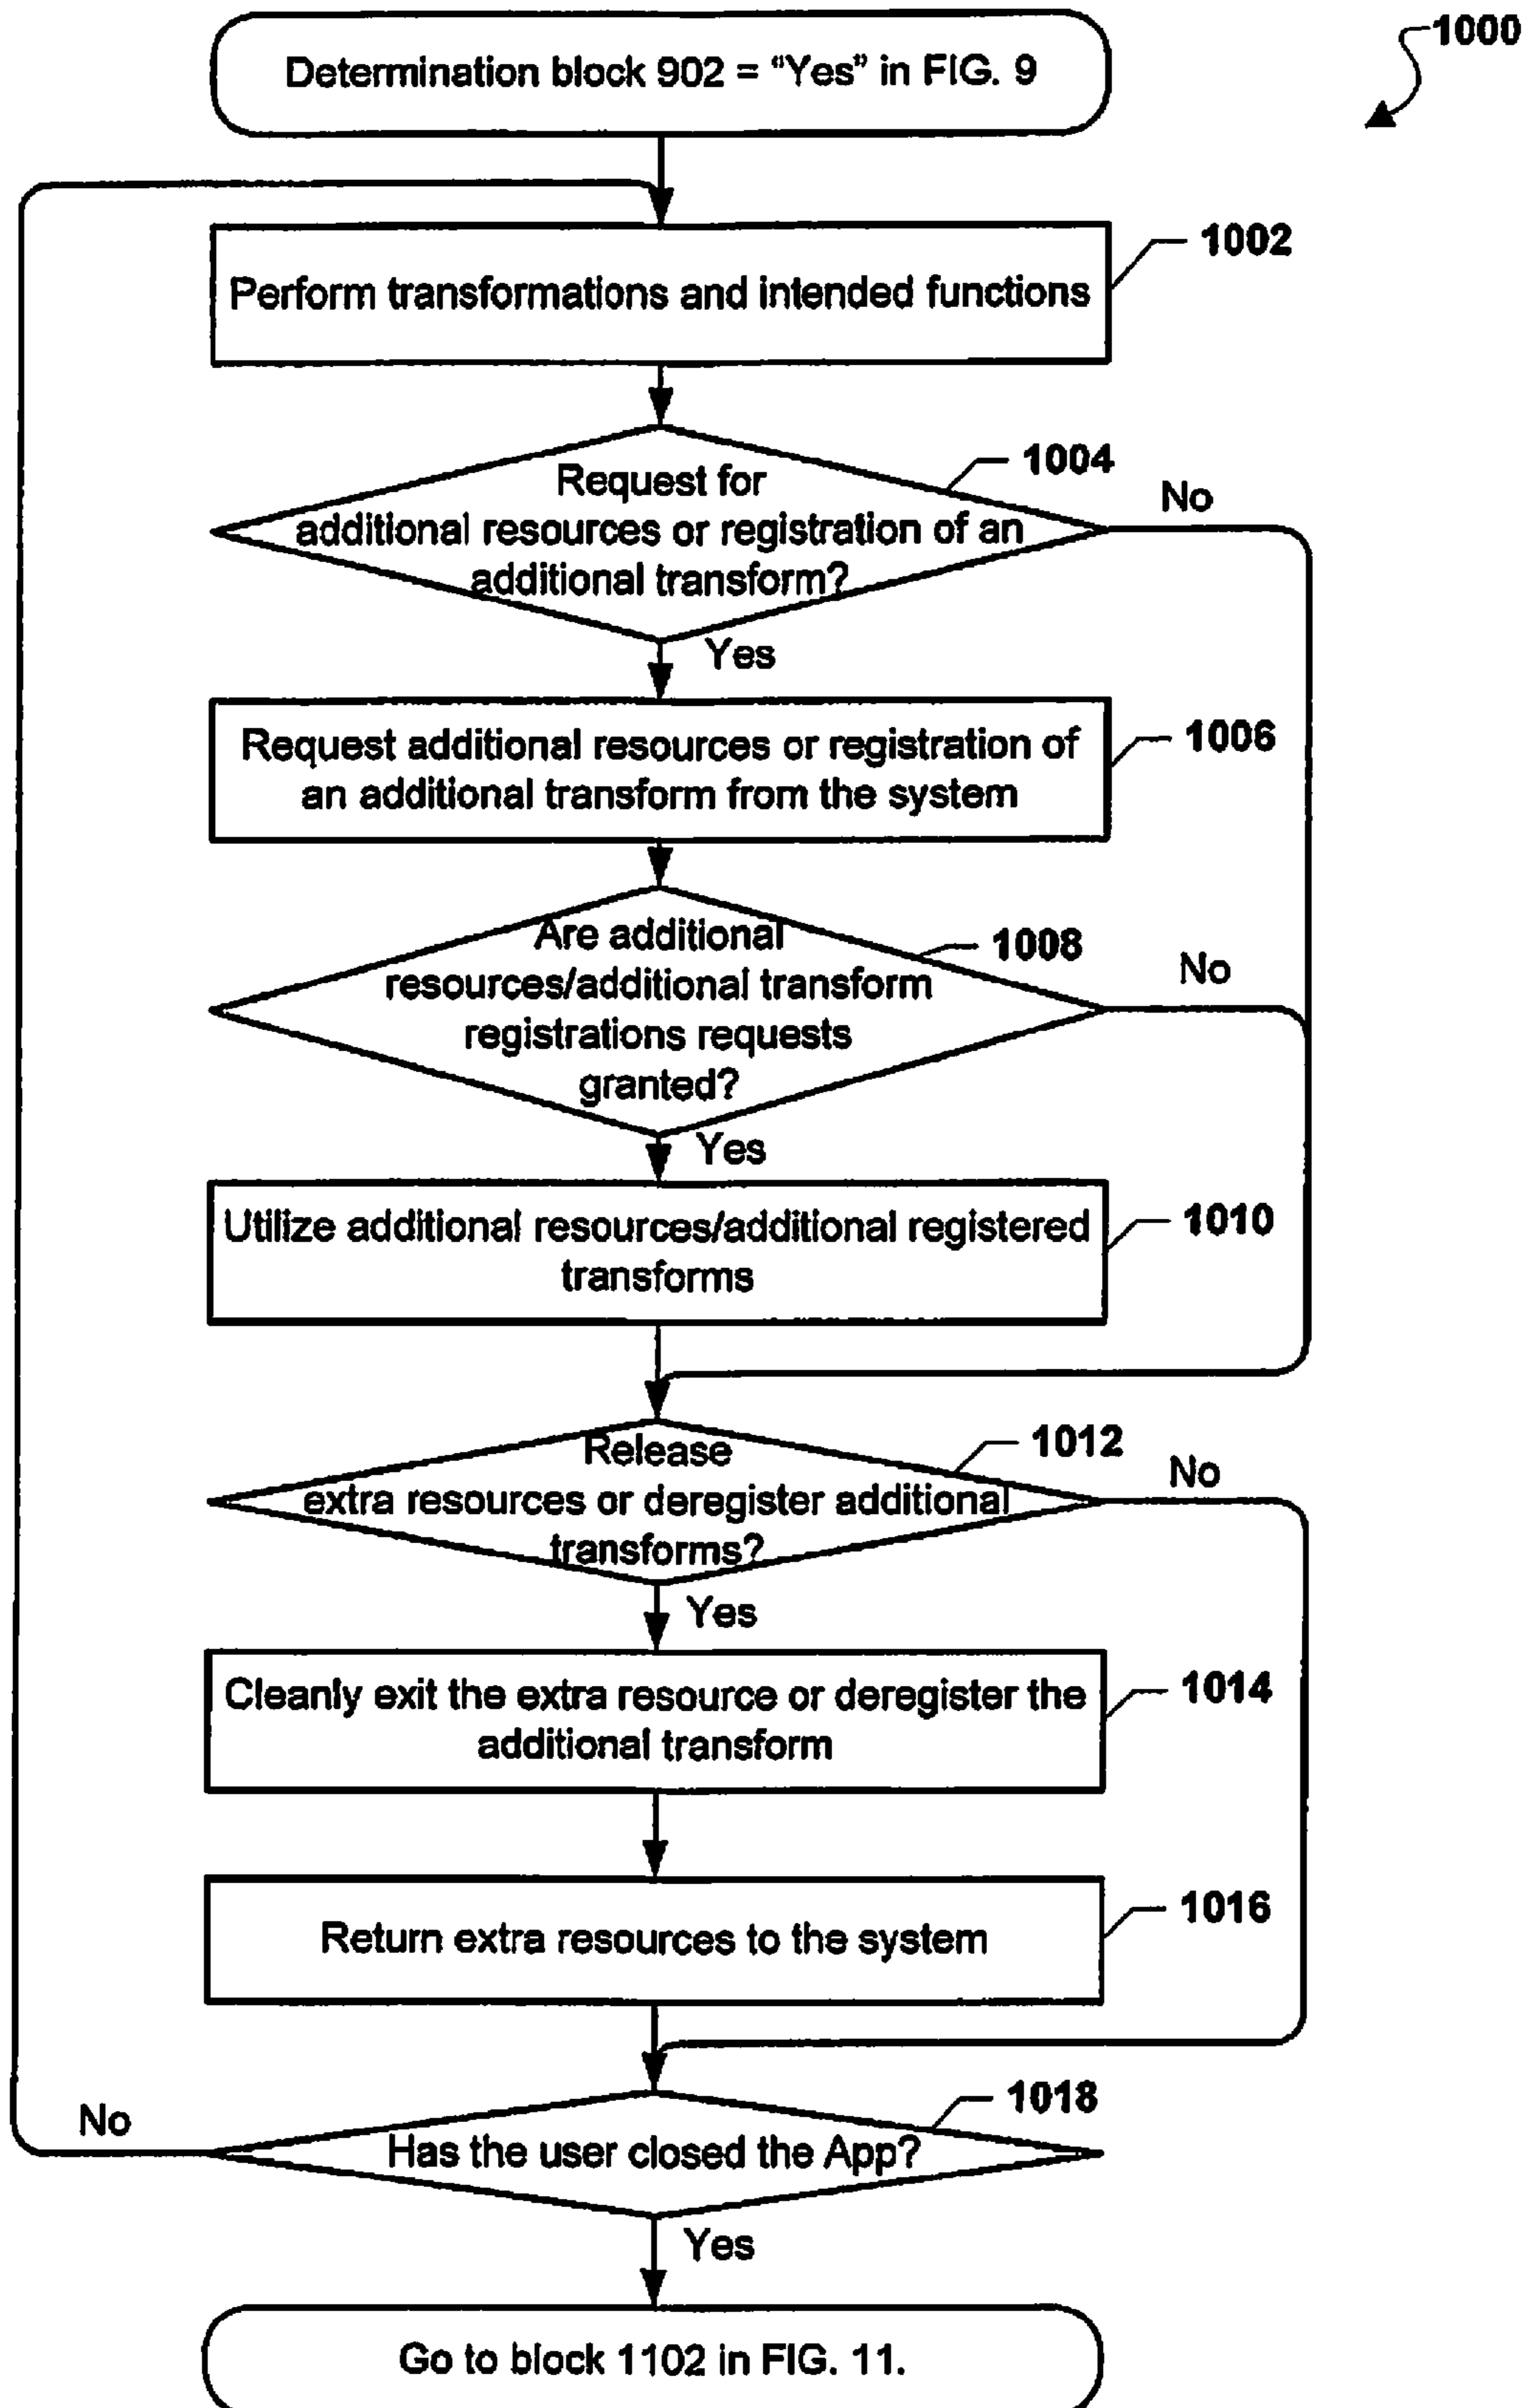 1000
Determination block 902 = “Yes” in FIG. 9
1002
Perform transformations and intended functions
1004
Request for
additional resources or registration of an
additional transform?
No
Yes
1006
Request additional resources or registration of
an additional transform from the system
1008
Are additional
resources/additional transform
registrations requests
granted?
No
Yes
1010
Utilize additional resources/additional registered
transforms
1012
Release
extra resources or deregister additional
transforms?
No
Yes
1014
Cleanly exit the extra resource or deregister the
additional transform
1016
Return extra resources to the system
1018
Has the user closed the App?
No
Yes
Go to block 1102 in FIG. 11.